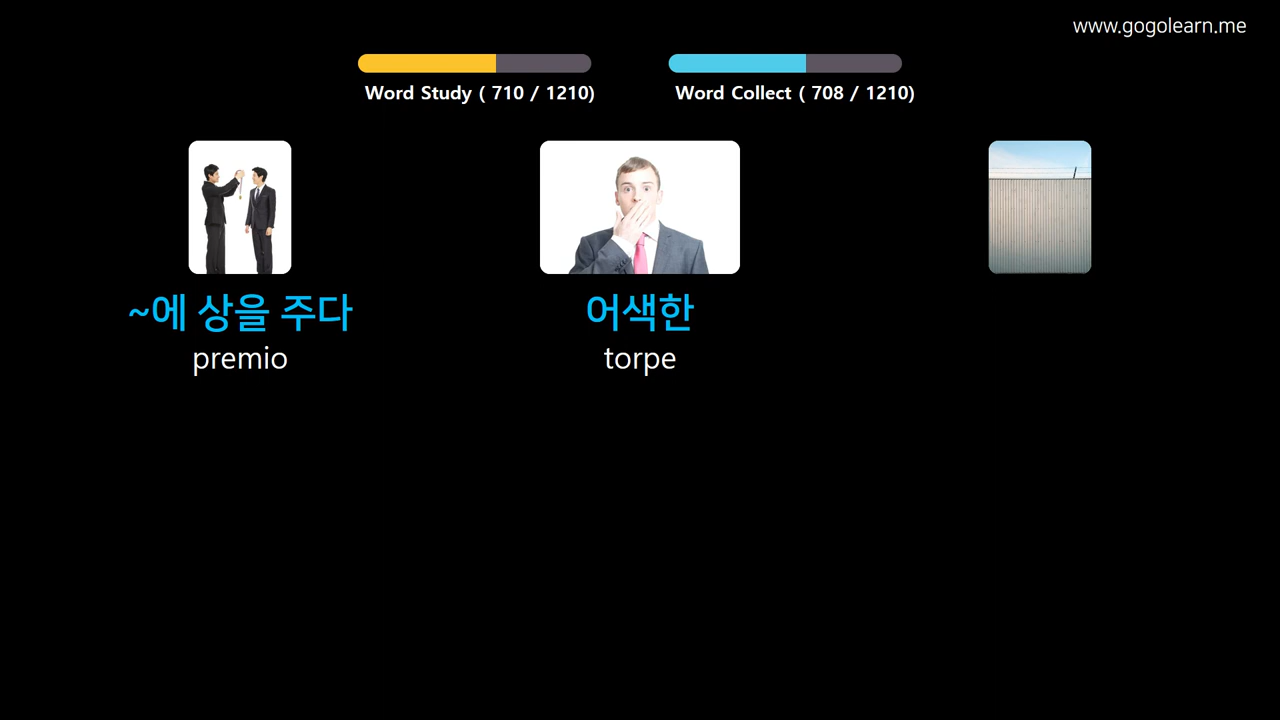 www.gogolearn.me
Word Study ( 710 / 1210)
Word Collect ( 708 / 1210)
~에 상을 주다
premio
어색한
torpe